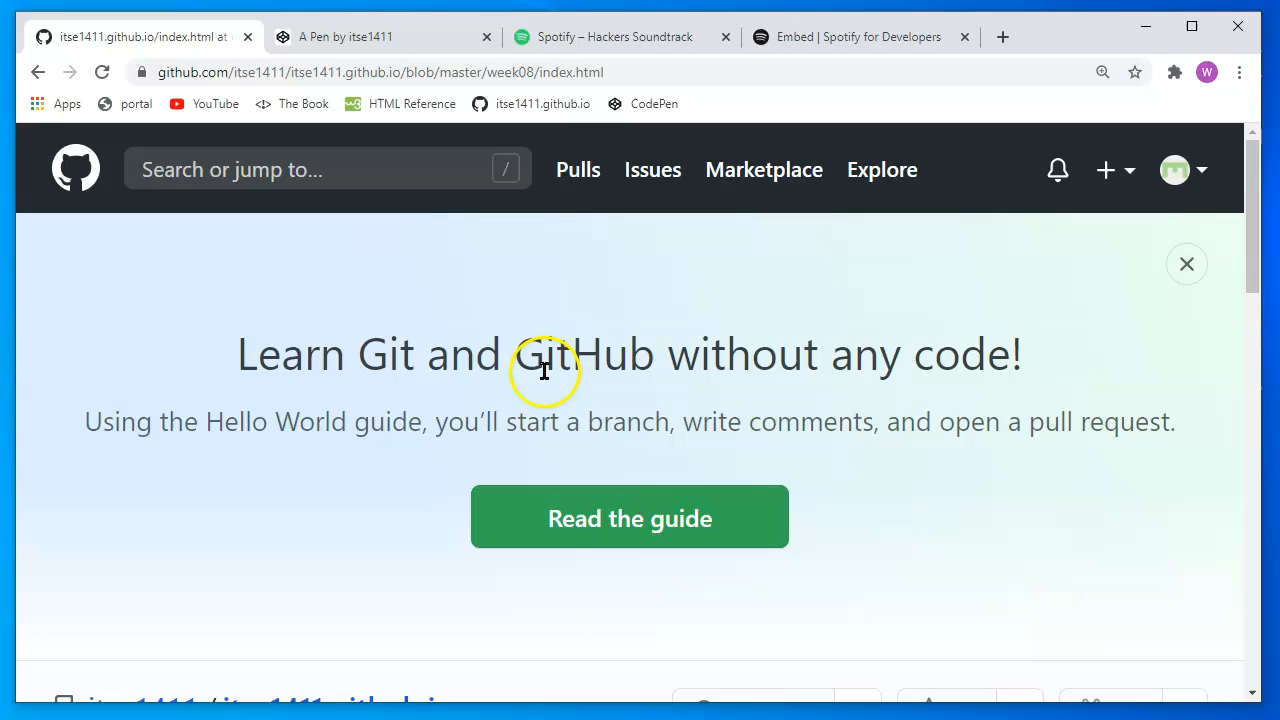 itse1411.github.io/index.html at
A Pen by itse1411
Spotify – Hackers Soundtrack
Embed | Spotify for Developers
github.com/itse1411/itse1411.github.io/blob/master/week08/index.html
W
Apps
portal
YouTube
The Book
HTML Reference
itse1411.github.io
CodePen
Search or jump to...
/
Pulls
Issues
Marketplace
Explore
Learn Git and GitHub without any code!
Using the Hello World guide, you’ll start a branch, write comments, and open a pull request.
Read the guide